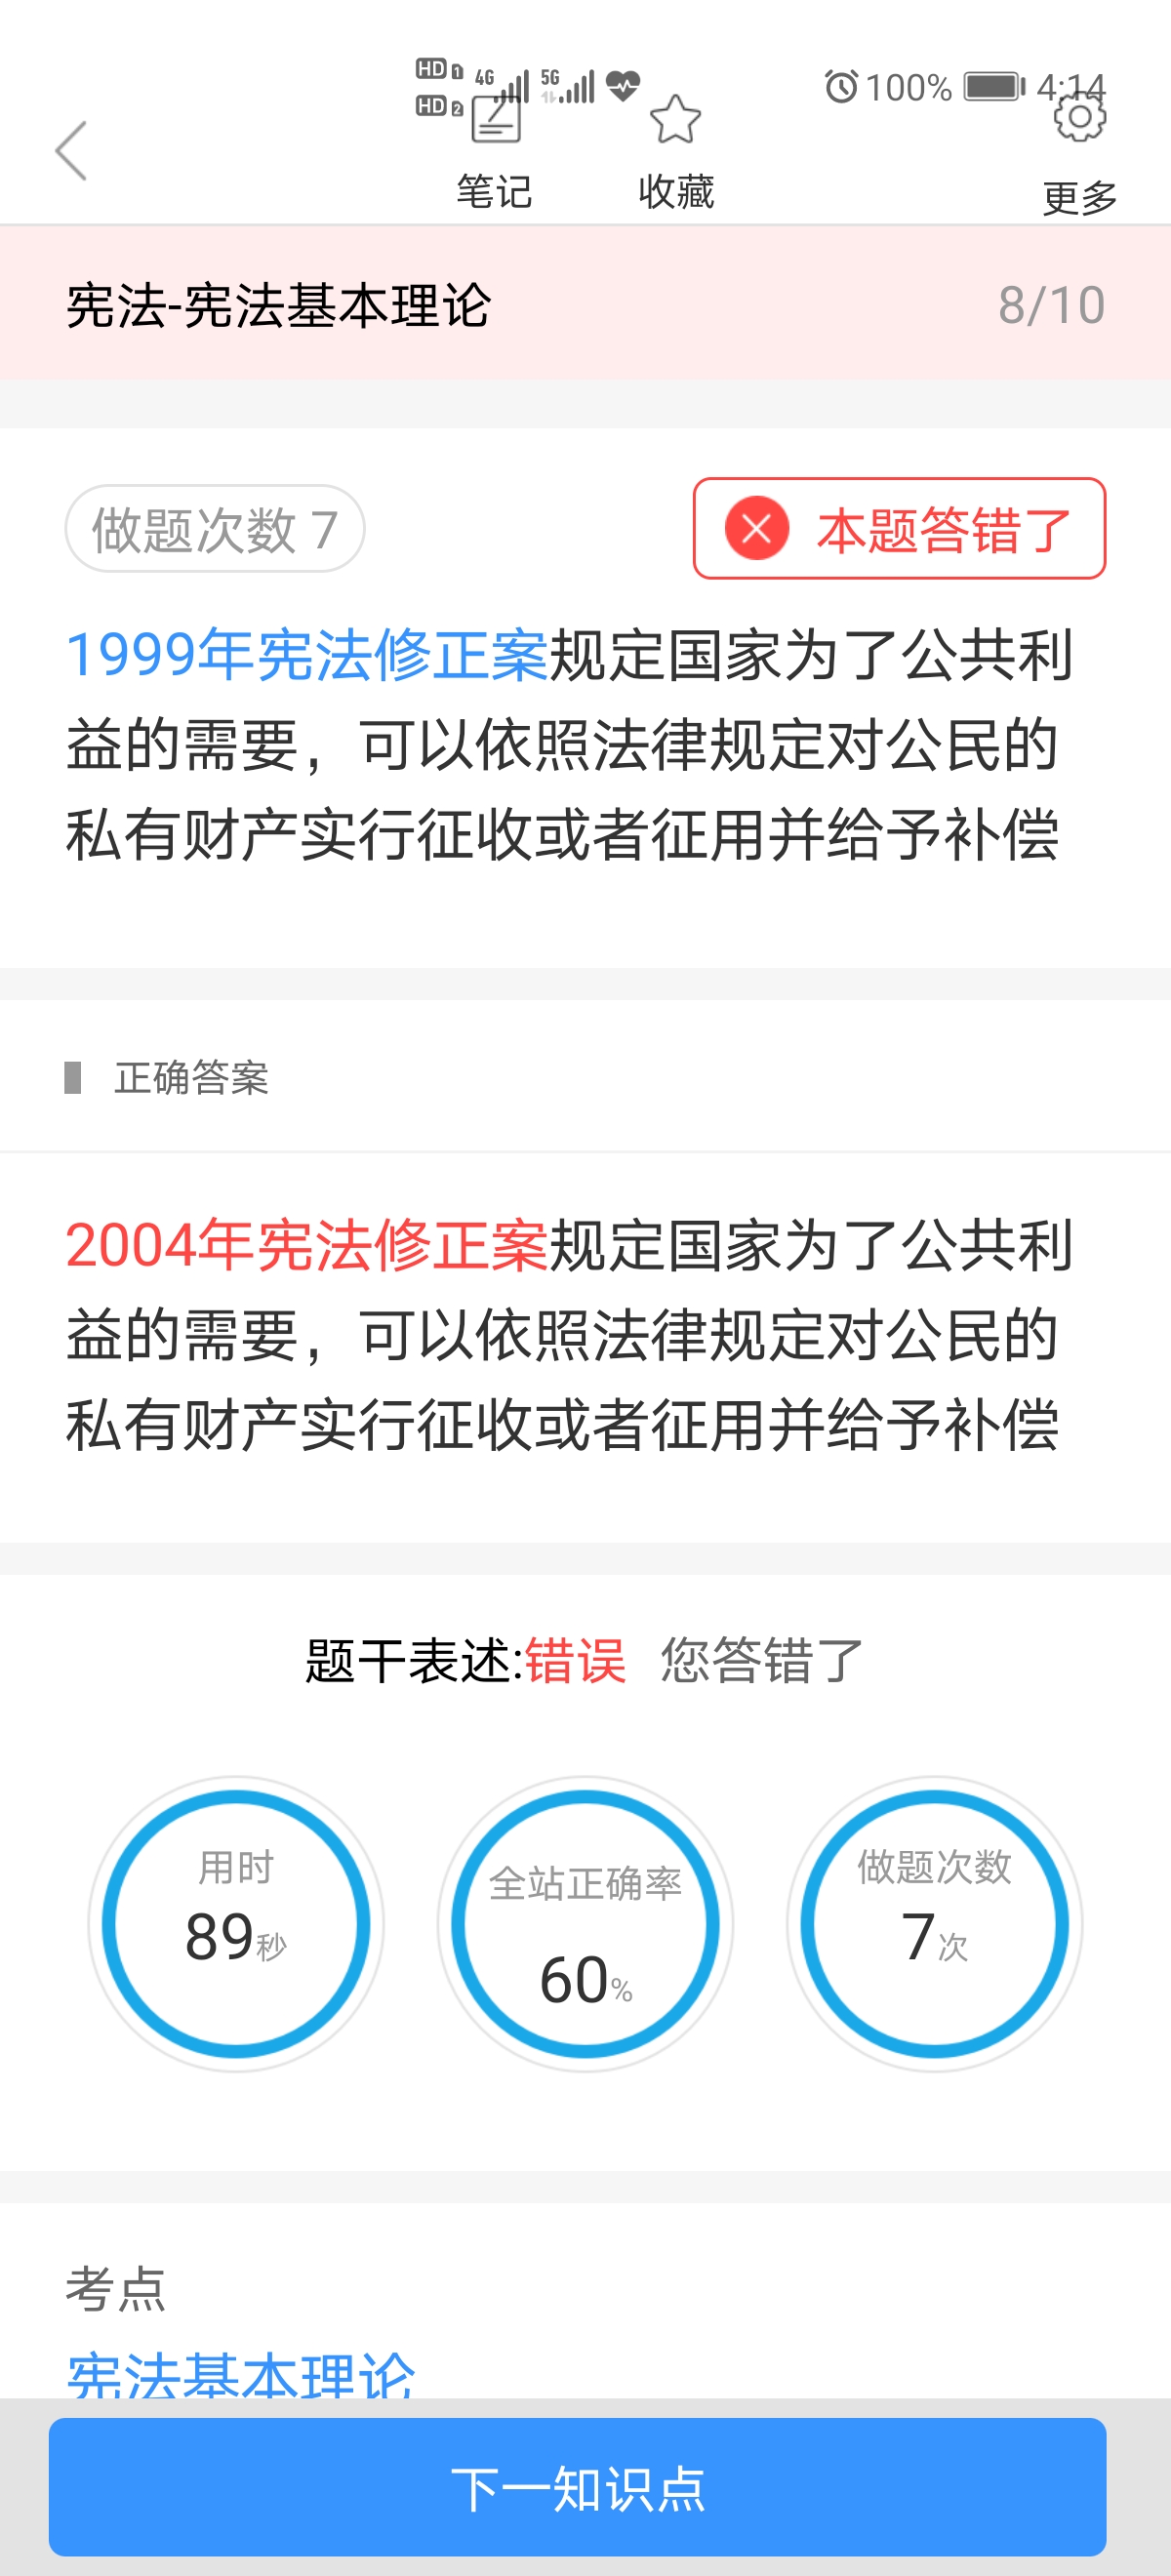 HD 1 4G 5G 100% 4:14
HD 2
笔记 收藏 更多
宪法-宪法基本理论 8/10
做题次数 7 本题答错了
1999年宪法修正案规定国家为了公共利
益的需要，可以依照法律规定对公民的
私有财产实行征收或者征用并给予补偿
正确答案
2004年宪法修正案规定国家为了公共利
益的需要，可以依照法律规定对公民的
私有财产实行征收或者征用并给予补偿
题干表述:错误 您答错了
用时 全站正确率 做题次数
89秒 60% 7次
考点
宪法基本理论
下一知识点